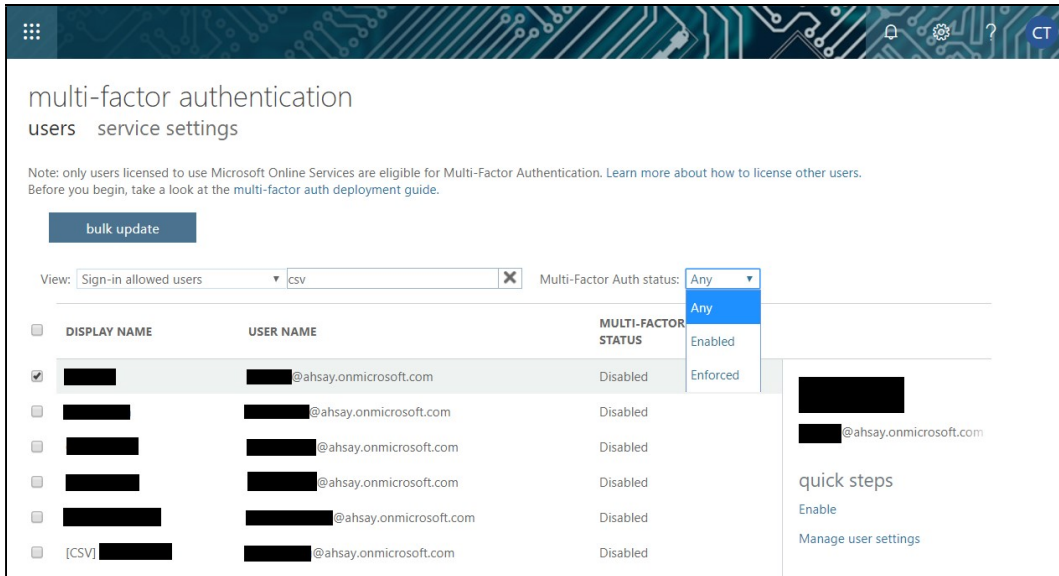 ?
CT
multi-factor authentication
users service settings
Note: only users licensed to use Microsoft Online Services are eligible for Multi-Factor Authentication. Learn more about how to license other users.
Before you begin, take a look at the multi-factor auth deployment guide.
bulk update
View: Sign-in allowed users csv Multi-Factor Auth status: Any
Any
Enabled
Enforced
DISPLAY NAME USER NAME MULTI-FACTOR
STATUS
@ahsay.onmicrosoft.com Disabled
@ahsay.onmicrosoft.com Disabled
@ahsay.onmicrosoft.com Disabled
@ahsay.onmicrosoft.com Disabled
@ahsay.onmicrosoft.com Disabled
[CSV] @ahsay.onmicrosoft.com Disabled
@ahsay.onmicrosoft.com
quick steps
Enable
Manage user settings